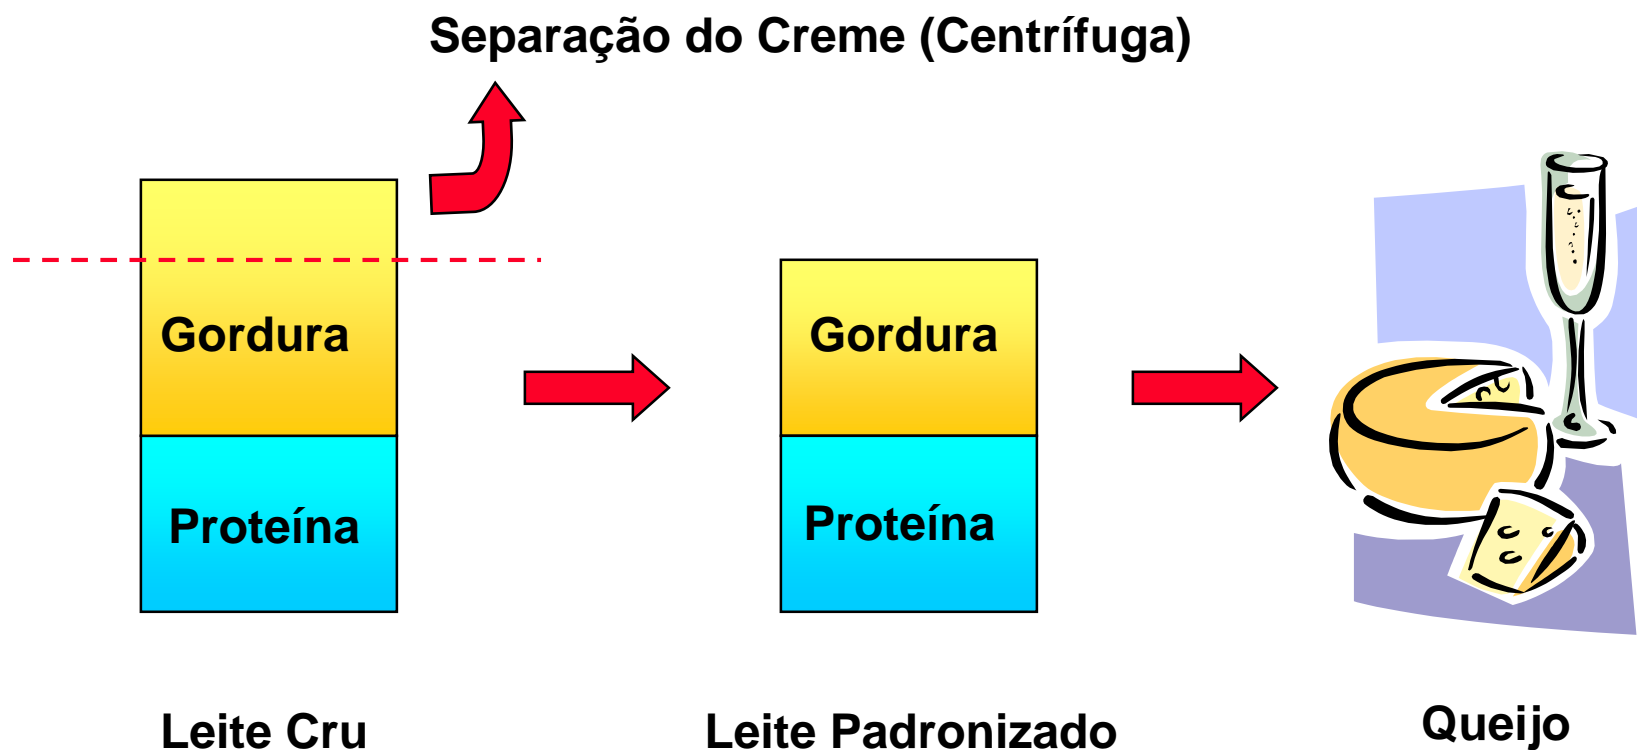 Separação do Creme (Centrífuga)
Gordura
Gordura
Proteína
Proteína
Leite Cru
Leite Padronizado
Queijo